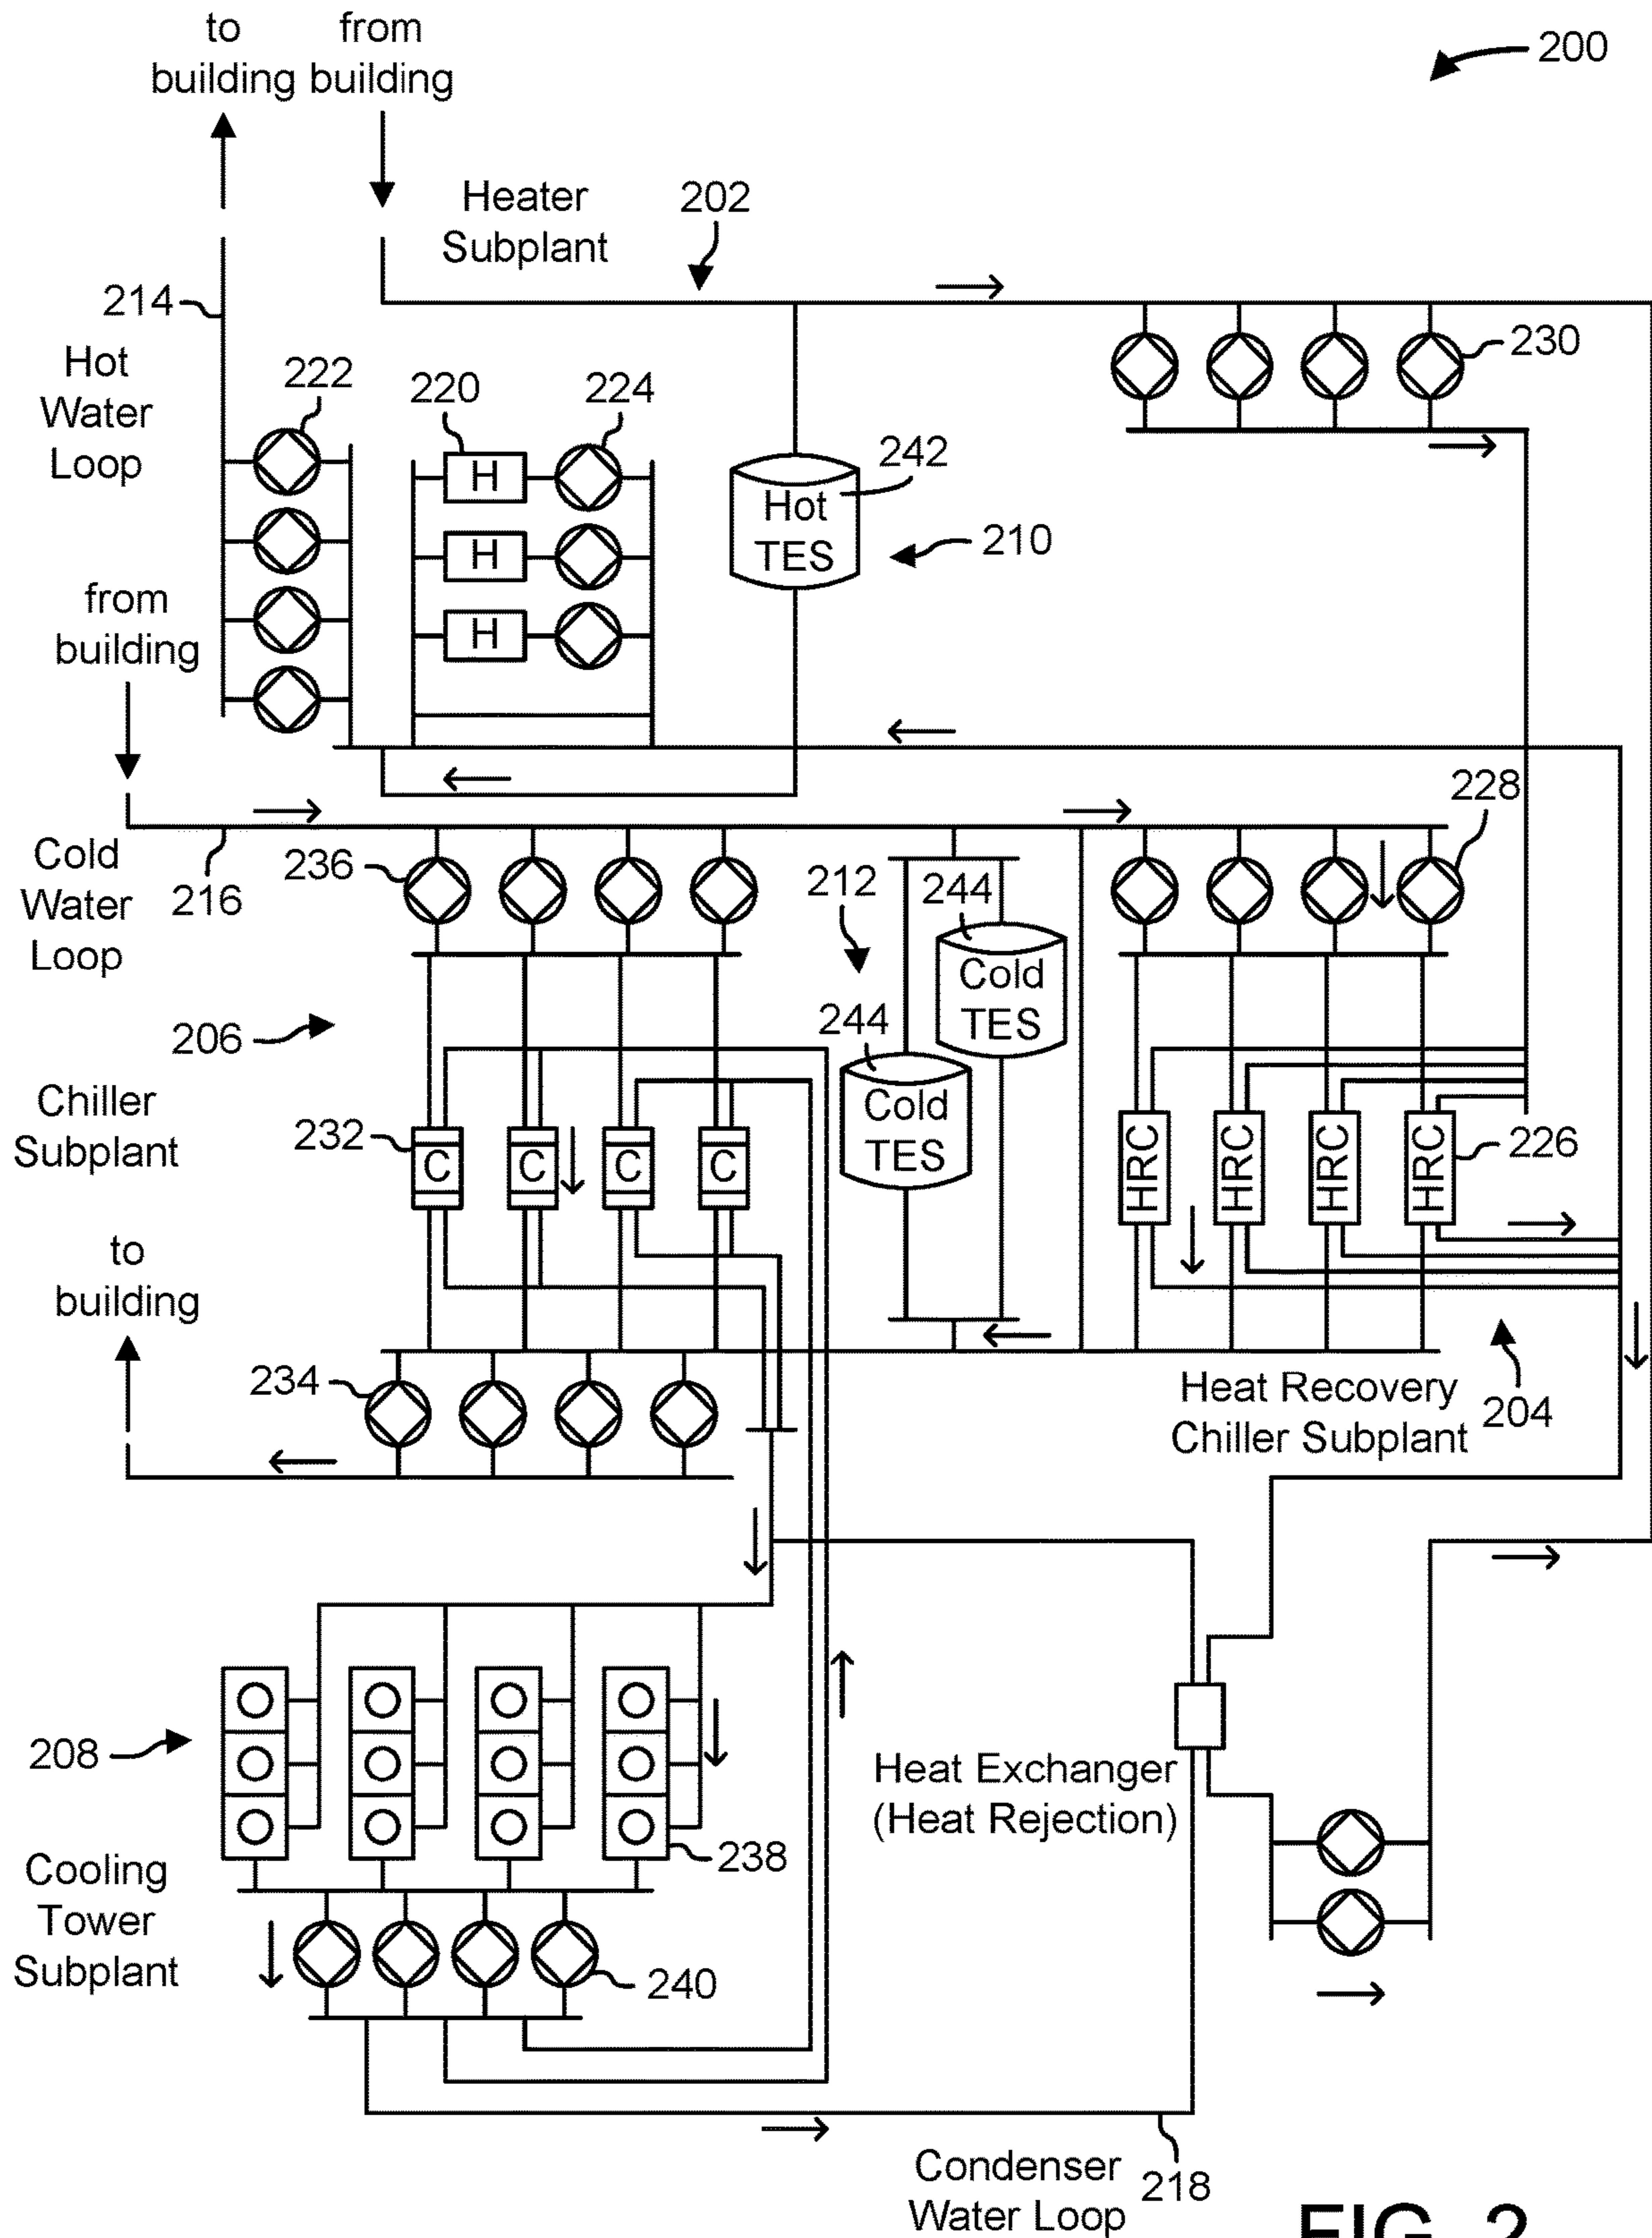 to from
building building
200
Heater
Subplant
202
214
Hot
Water
Loop
222
220
224
230
H
H
H
Hot
TES
242
210
from
building
228
Cold
Water
Loop
216
236
212
244
Cold
TES
244
Cold
TES
206
Chiller
Subplant
232
C
C
C
C
HRC
HRC
HRC
HRC
226
to
building
234
Heat Recovery
Chiller Subplant
204
208
Heat Exchanger
(Heat Rejection)
238
Cooling
Tower
Subplant
240
Condenser
Water Loop
218
FIG. 2